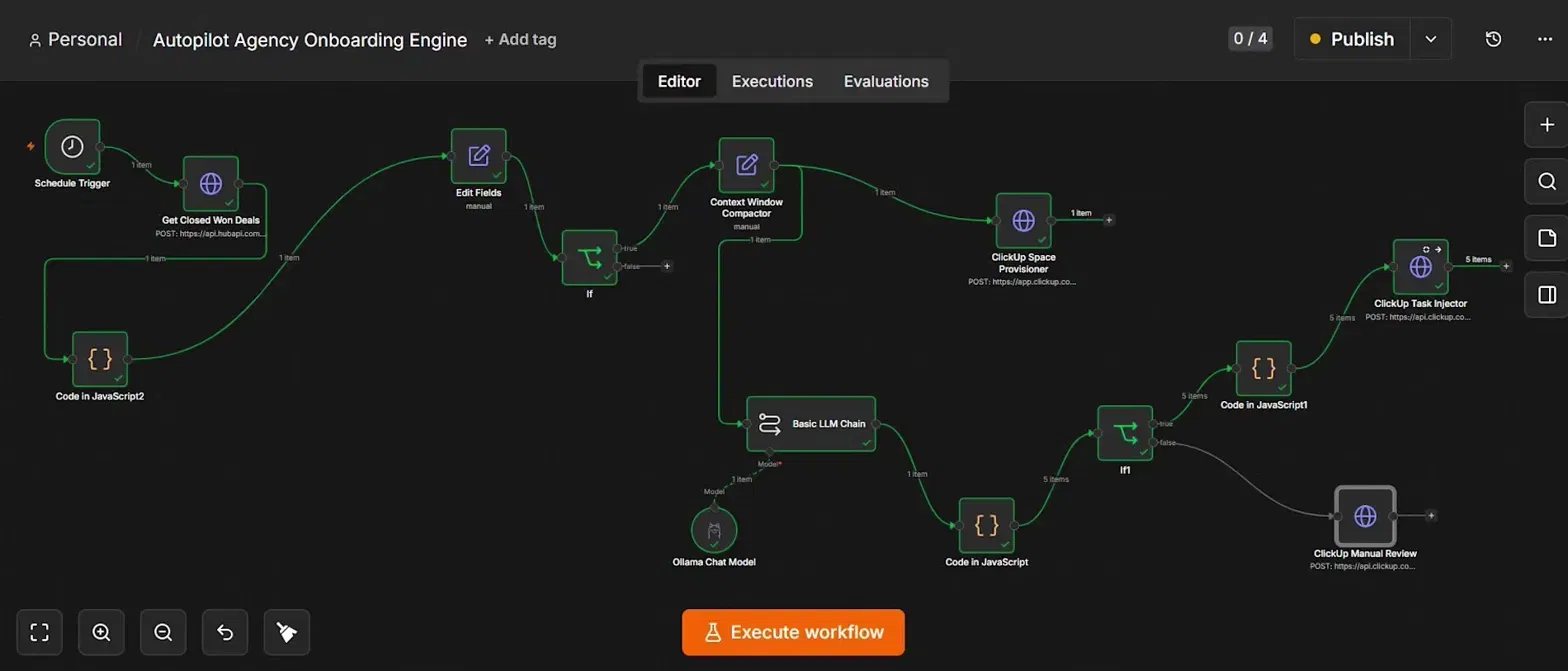 Personal / Autopilot Agency Onboarding Engine + Add tag
0 / 4
Publish
Editor
Executions
Evaluations
Schedule Trigger
1 item
Get Closed Won Deals
POST: https://api.hubapi.com...
1 item
Code in JavaScript2
1 item
Edit Fields
manual
1 item
If
true
false
1 item
Context Window
Compactor
manual
1 item
1 item
ClickUp Space
Provisioner
POST: https://app.clickup.co...
1 item
Basic LLM Chain
Model*
1 item
Model
Ollama Chat Model
1 item
Code in JavaScript
5 items
If1
true
false
5 items
Code in JavaScript1
5 items
ClickUp Task Injector
POST: https://api.clickup.co...
5 items
ClickUp Manual Review
POST: https://api.clickup.co...
Execute workflow